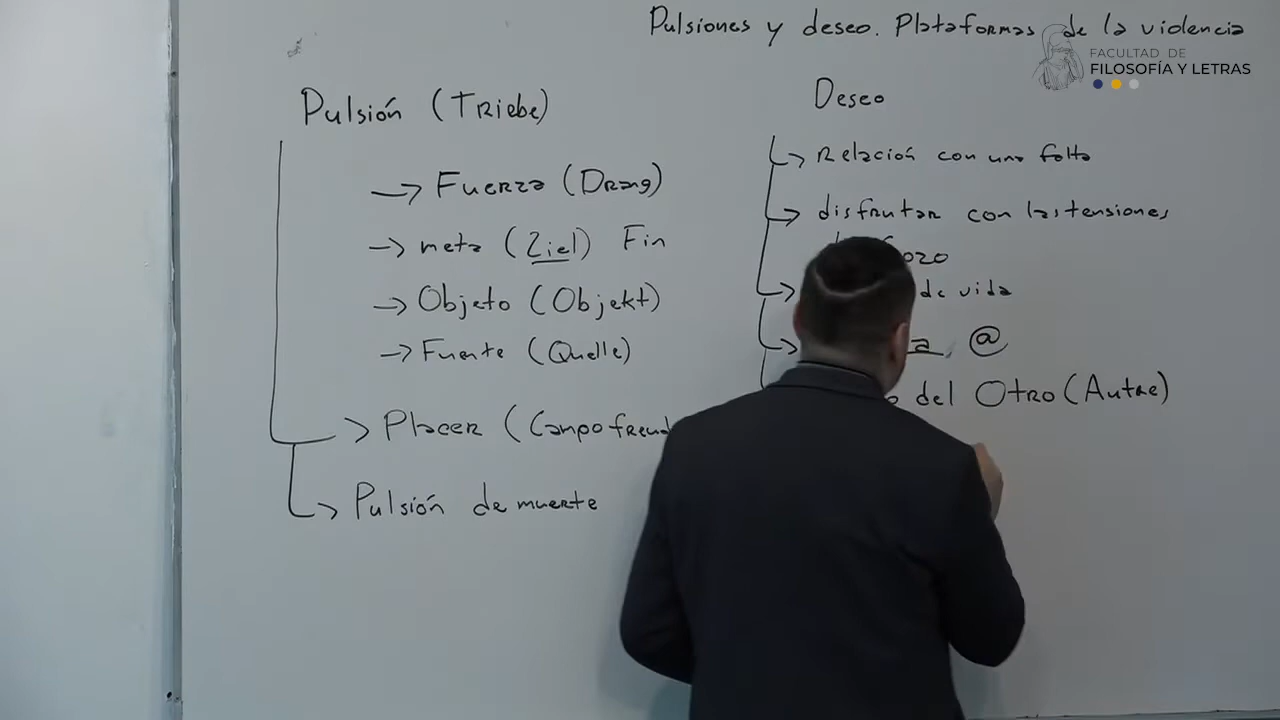 Pulsiones y deseo. Plataformas de la violencia
FACULTAD DE
FILOSOFÍA Y LETRAS
Pulsión (Triebe)
→ Fuerza (Drang)
→ meta (Ziel) Fin
→ Objeto (Objekt)
→ Fuente (Quelle)
→ Placer (Campo freud
→ Pulsión de muerte
Deseo
→ Relación con una falta
→ disfrutar con las tensiones
ozo
→ de vida
→ a @
del Otro (Autre)